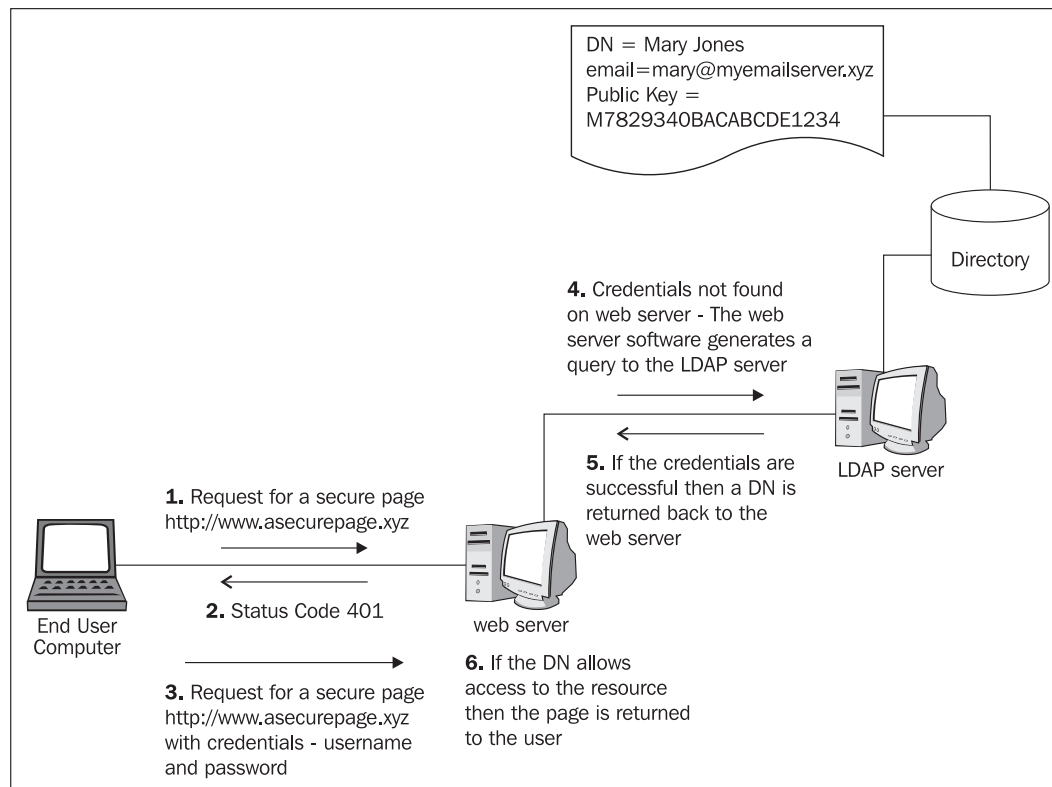 DN = Mary Jones
email=mary@myemailserver.xyz
Public Key =
M7829340BACABCDE1234
Directory
4. Credentials not found
on web server - The web
server software generates a
query to the LDAP server
LDAP server
5. If the credentials are
successful then a DN is
returned back to the
web server
1. Request for a secure page
http://www.asecurepage.xyz
2. Status Code 401
End User
Computer
web server
3. Request for a secure page
http://www.asecurepage.xyz
with credentials - username
and password
6. If the DN allows
access to the resource
then the page is returned
to the user